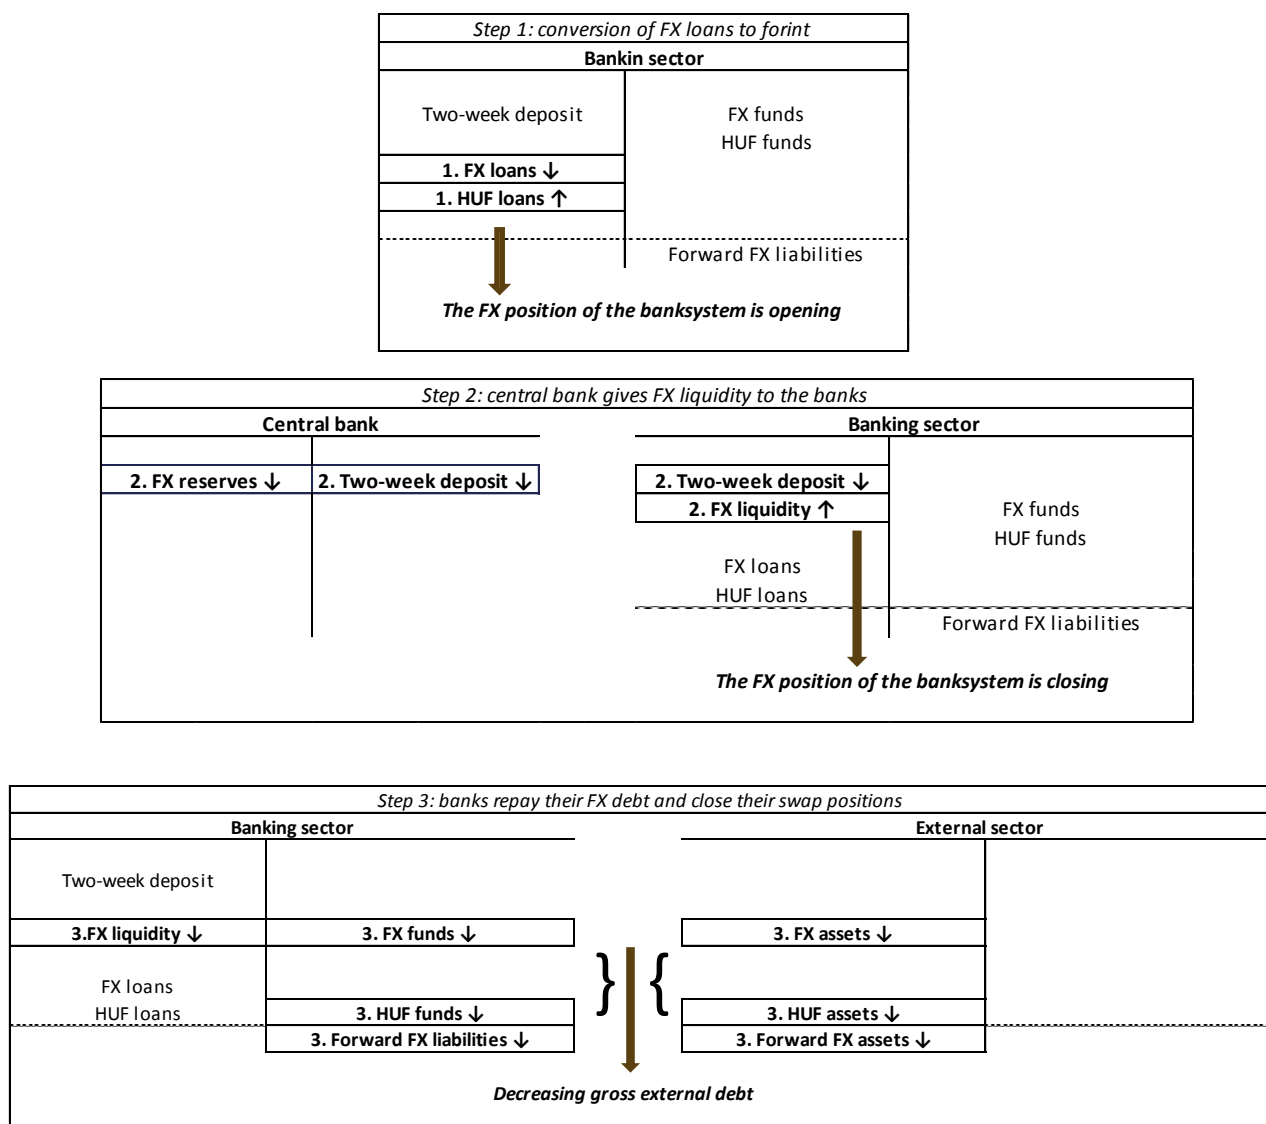 Step 1: conversion of FX loans to forint
Bankin sector
Two-week deposit
FX funds
HUF funds
1. FX loans ↓
1. HUF loans ↑
Forward FX liabilities
The FX position of the banksystem is opening
Step 2: central bank gives FX liquidity to the banks
Central bank
Banking sector
2. FX reserves ↓
2. Two-week deposit ↓
2. Two-week deposit ↓
2. FX liquidity ↑
FX funds
HUF funds
FX loans
HUF loans
Forward FX liabilities
The FX position of the banksystem is closing
Step 3: banks repay their FX debt and close their swap positions
Banking sector
External sector
Two-week deposit
3.FX liquidity ↓
3. FX funds ↓
3. FX assets ↓
FX loans
HUF loans
3. HUF funds ↓
3. HUF assets ↓
3. Forward FX liabilities ↓
3. Forward FX assets ↓
} {
Decreasing gross external debt